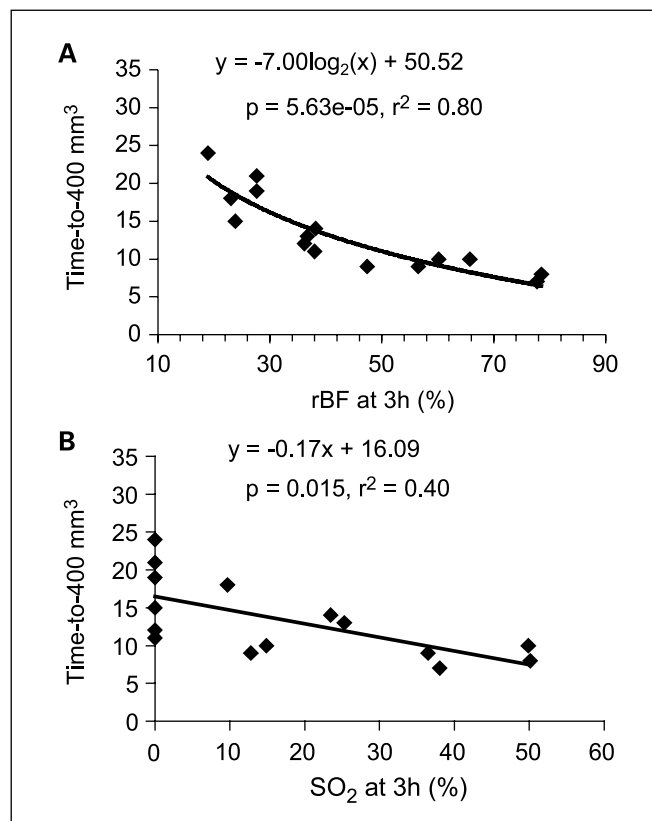 A
y = -7.00log₂(x) + 50.52
p = 5.63e-05, r² = 0.80
Time-to-400 mm³
35
30
25
20
15
10
5
0
10 30 50 70 90
rBF at 3h (%)
B
y = -0.17x + 16.09
p = 0.015, r² = 0.40
Time-to-400 mm³
35
30
25
20
15
10
5
0
0 10 20 30 40 50 60
SO₂ at 3h (%)